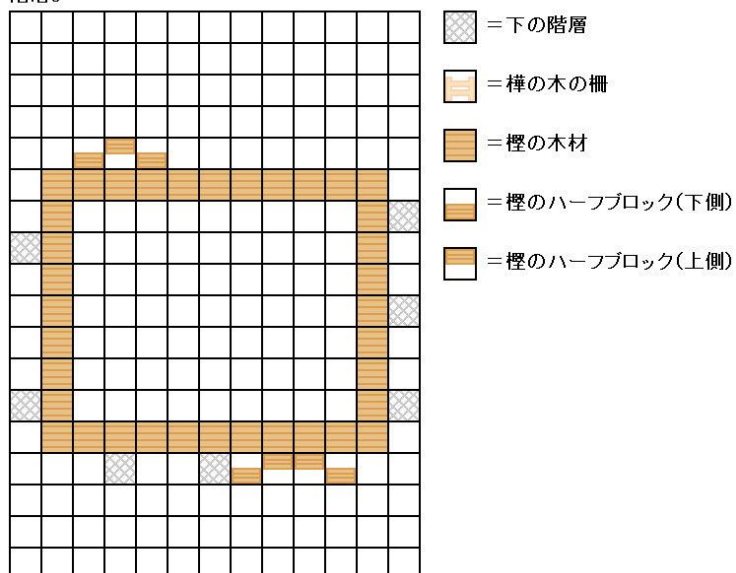 ＝下の階層
＝樺の木の柵
＝樫の木材
＝樫のハーフブロック(下側)
＝樫のハーフブロック(上側)